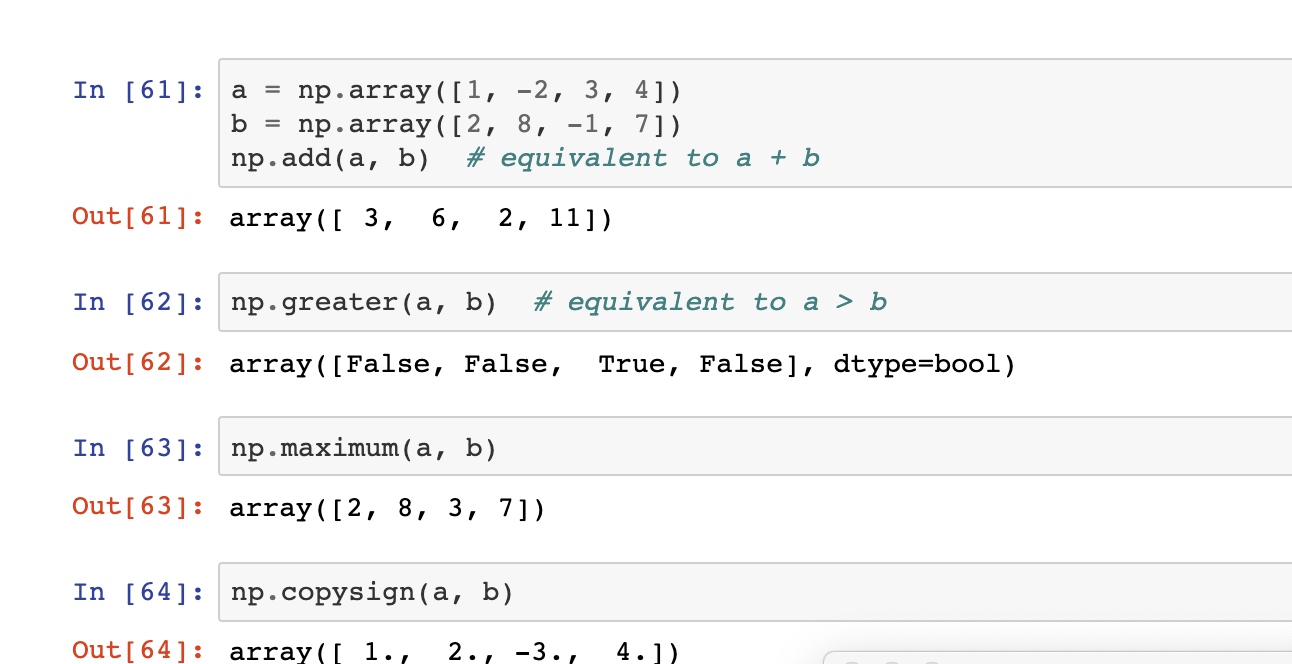 In [61]: a = np.array([1, -2, 3, 4])
b = np.array([2, 8, -1, 7])
np.add(a, b)  # equivalent to a + b
Out[61]: array([ 3,  6,  2, 11])
In [62]: np.greater(a, b)  # equivalent to a > b
Out[62]: array([False, False,  True, False], dtype=bool)
In [63]: np.maximum(a, b)
Out[63]: array([2, 8, 3, 7])
In [64]: np.copysign(a, b)
Out[64]: array([ 1.,  2., -3.,  4.])